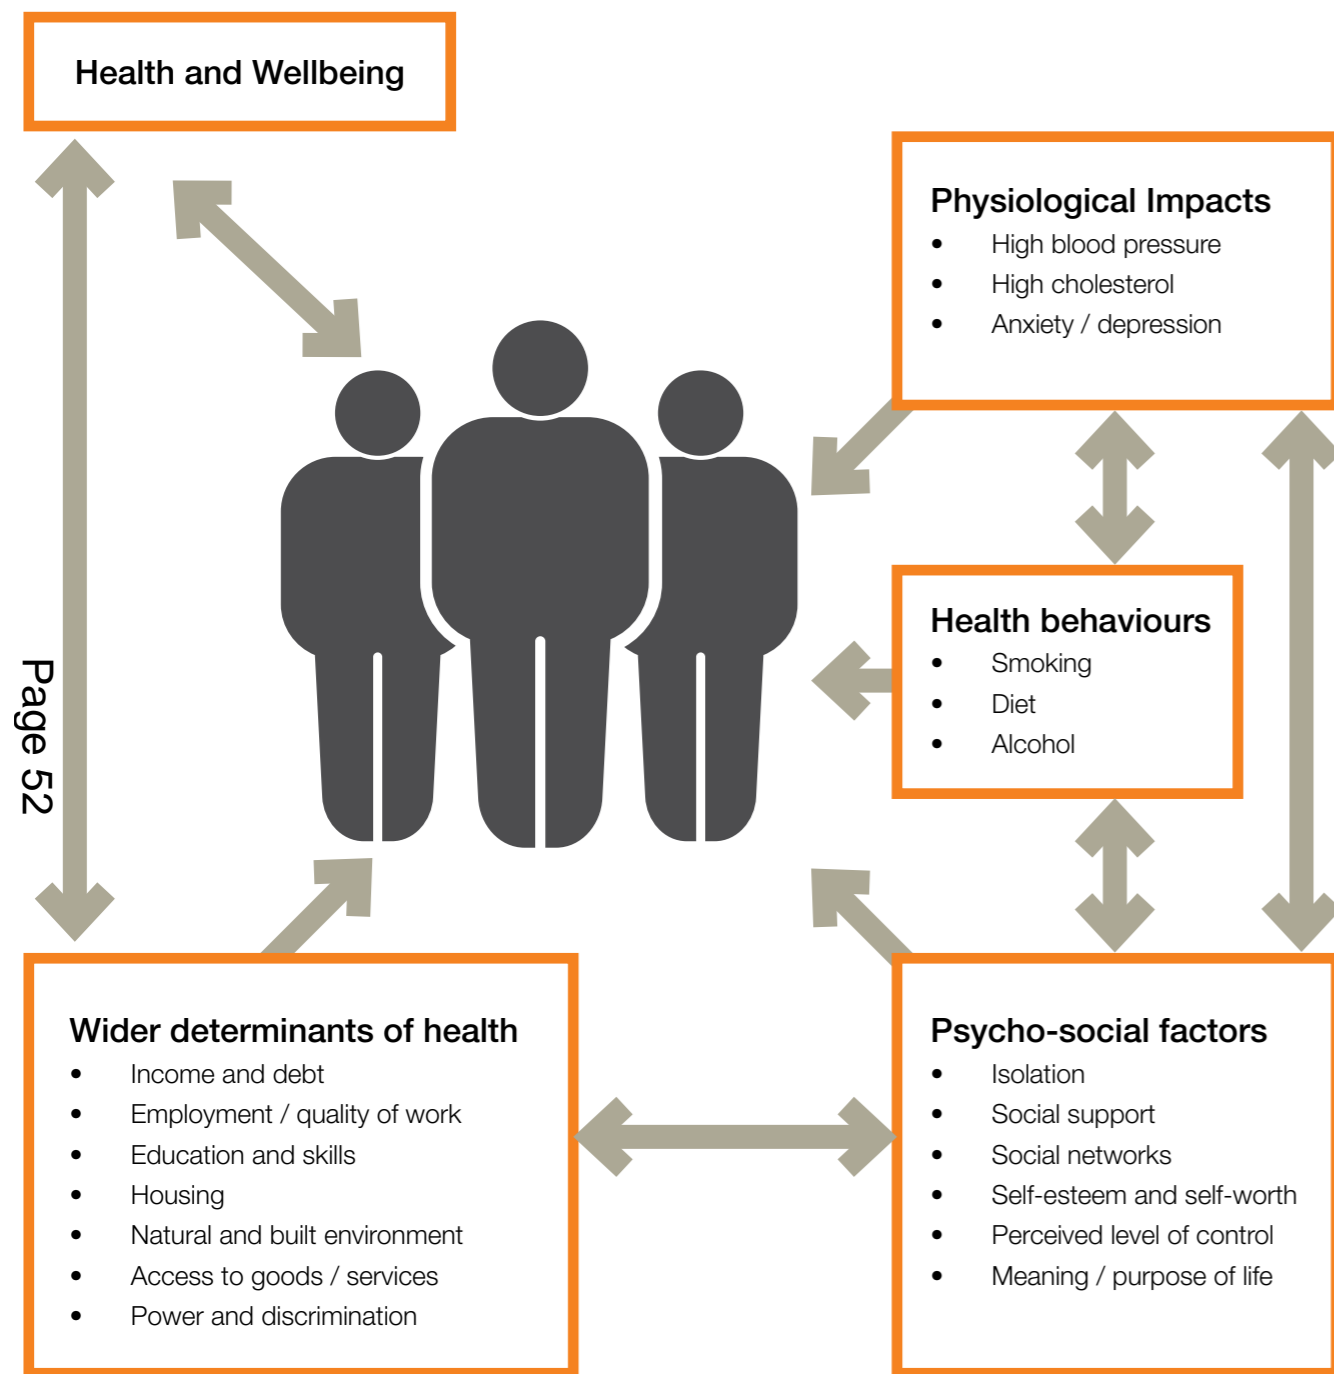 Health and Wellbeing
Physiological Impacts
• High blood pressure
• High cholesterol
• Anxiety / depression
Health behaviours
• Smoking
• Diet
• Alcohol
Page 52
Wider determinants of health
• Income and debt
• Employment / quality of work
• Education and skills
• Housing
• Natural and built environment
• Access to goods / services
• Power and discrimination
Psycho-social factors
• Isolation
• Social support
• Social networks
• Self-esteem and self-worth
• Perceived level of control
• Meaning / purpose of life